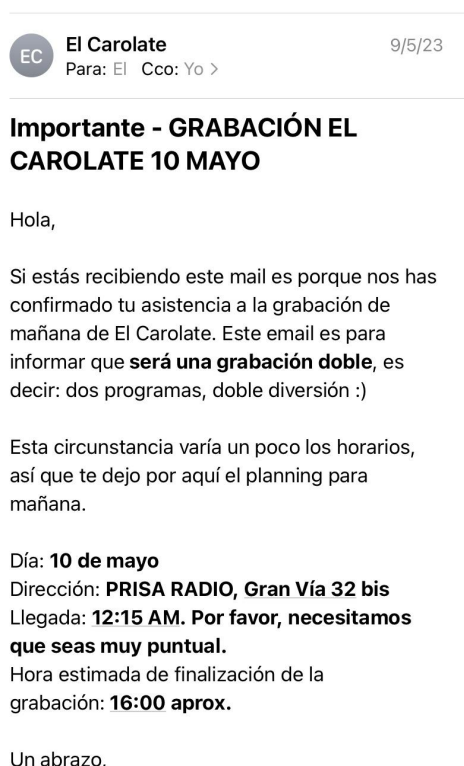 EC
El Carolate
9/5/23
Para: El Cco: Yo >
Importante - GRABACIÓN EL
CAROLATE 10 MAYO
Hola,
Si estás recibiendo este mail es porque nos has
confirmado tu asistencia a la grabación de
mañana de El Carolate. Este email es para
informar que será una grabación doble, es
decir: dos programas, doble diversión :)
Esta circunstancia varía un poco los horarios,
así que te dejo por aquí el planning para
mañana.
Día: 10 de mayo
Dirección: PRISA RADIO, Gran Vía 32 bis
Llegada: 12:15 AM. Por favor, necesitamos
que seas muy puntual.
Hora estimada de finalización de la
grabación: 16:00 aprox.
Un abrazo,